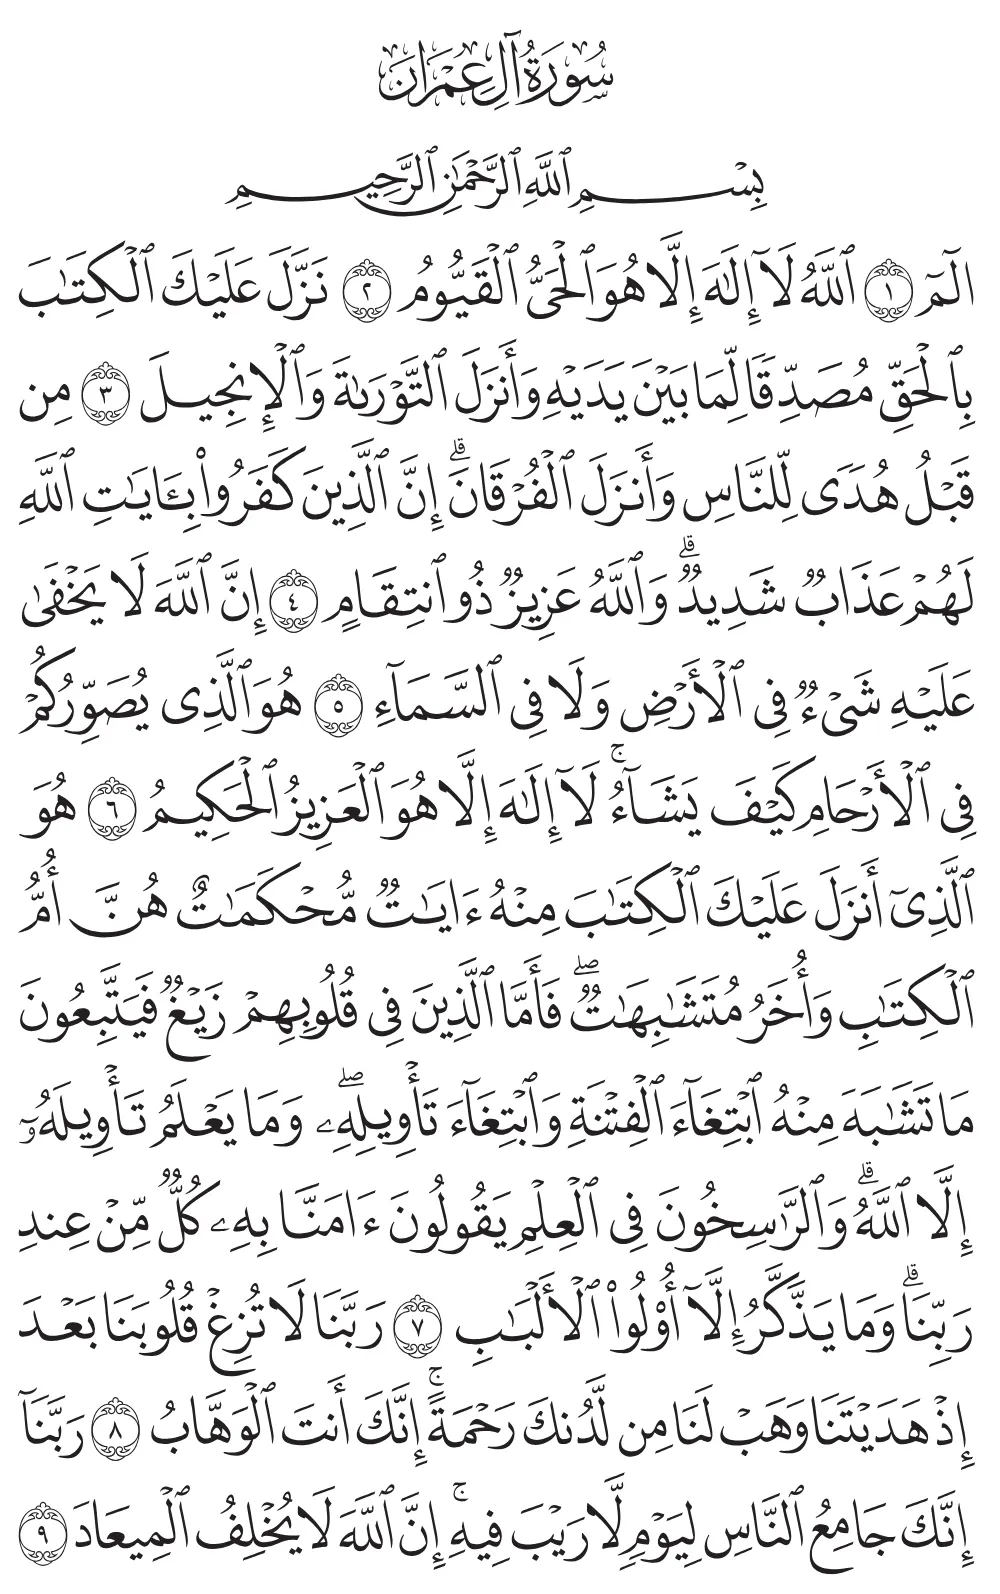 سُورَةُ آلِ عِمْرَانَ
بِسْمِ ٱللَّهِ ٱلرَّحْمَٰنِ ٱلرَّحِيمِ
الٓمٓ ١ ٱللَّهُ لَآ إِلَٰهَ إِلَّا هُوَ ٱلْحَىُّ ٱلْقَيُّومُ ٢ نَزَّلَ عَلَيْكَ ٱلْكِتَٰبَ
بِٱلْحَقِّ مُصَدِّقًا لِّمَا بَيْنَ يَدَيْهِ وَأَنزَلَ ٱلتَّوْرَىٰةَ وَٱلْإِنجِيلَ ٣ مِن
قَبْلُ هُدًى لِّلنَّاسِ وَأَنزَلَ ٱلْفُرْقَانَ ۗ إِنَّ ٱلَّذِينَ كَفَرُوا۟ بِـَٔايَٰتِ ٱللَّهِ
لَهُمْ عَذَابٌ شَدِيدٌ ۗ وَٱللَّهُ عَزِيزٌ ذُو ٱنتِقَامٍ ٤ إِنَّ ٱللَّهَ لَا يَخْفَىٰ
عَلَيْهِ شَىْءٌ فِى ٱلْأَرْضِ وَلَا فِى ٱلسَّمَآءِ ٥ هُوَ ٱلَّذِى يُصَوِّرُكُمْ
فِى ٱلْأَرْحَامِ كَيْفَ يَشَآءُ ۚ لَآ إِلَٰهَ إِلَّا هُوَ ٱلْعَزِيزُ ٱلْحَكِيمُ ٦ هُوَ
ٱلَّذِىٓ أَنزَلَ عَلَيْكَ ٱلْكِتَٰبَ مِنْهُ ءَايَٰتٌ مُّحْكَمَٰتٌ هُنَّ أُمُّ
ٱلْكِتَٰبِ وَأُخَرُ مُتَشَٰبِهَٰتٌ ۖ فَأَمَّا ٱلَّذِينَ فِى قُلُوبِهِمْ زَيْغٌ فَيَتَّبِعُونَ
مَا تَشَٰبَهَ مِنْهُ ٱبْتِغَآءَ ٱلْفِتْنَةِ وَٱبْتِغَآءَ تَأْوِيلِهِۦ ۖ وَمَا يَعْلَمُ تَأْوِيلَهُۥٓ
إِلَّا ٱللَّهُ ۗ وَٱلرَّٰسِخُونَ فِى ٱلْعِلْمِ يَقُولُونَ ءَامَنَّا بِهِۦ كُلٌّ مِّنْ عِندِ
رَبِّنَا ۗ وَمَا يَذَّكَّرُ إِلَّآ أُو۟لُوا۟ ٱلْأَلْبَٰبِ ٧ رَبَّنَا لَا تُزِغْ قُلُوبَنَا بَعْدَ
إِذْ هَدَيْتَنَا وَهَبْ لَنَا مِن لَّدُنكَ رَحْمَةً ۚ إِنَّكَ أَنتَ ٱلْوَهَّابُ ٨ رَبَّنَآ
إِنَّكَ جَامِعُ ٱلنَّاسِ لِيَوْمٍ لَّا رَيْبَ فِيهِ ۚ إِنَّ ٱللَّهَ لَا يُخْلِفُ ٱلْمِيعَادَ ٩